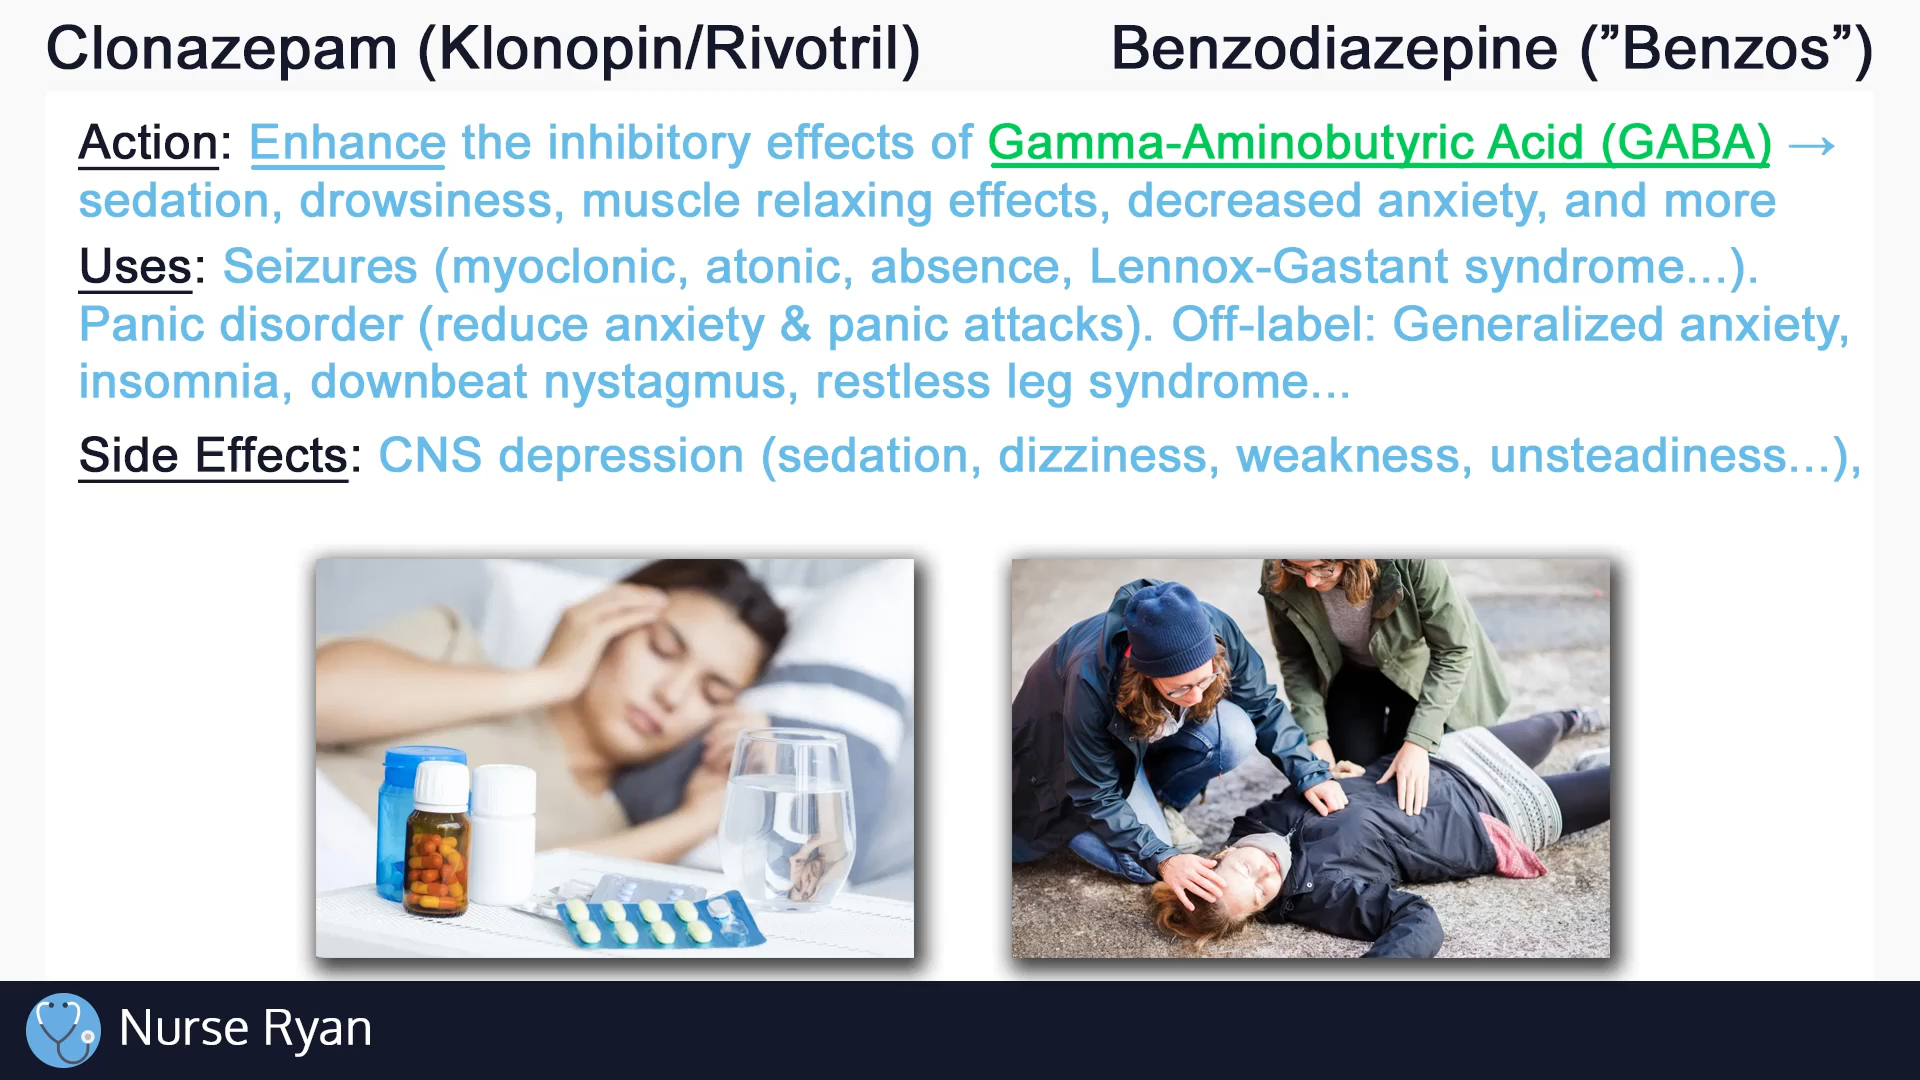 Clonazepam (Klonopin/Rivotril)
Benzodiazepine (”Benzos”)
Action: Enhance the inhibitory effects of Gamma-Aminobutyric Acid (GABA) →
sedation, drowsiness, muscle relaxing effects, decreased anxiety, and more
Uses: Seizures (myoclonic, atonic, absence, Lennox-Gastant syndrome...).
Panic disorder (reduce anxiety & panic attacks). Off-label: Generalized anxiety,
insomnia, downbeat nystagmus, restless leg syndrome...
Side Effects: CNS depression (sedation, dizziness, weakness, unsteadiness...),
Nurse Ryan